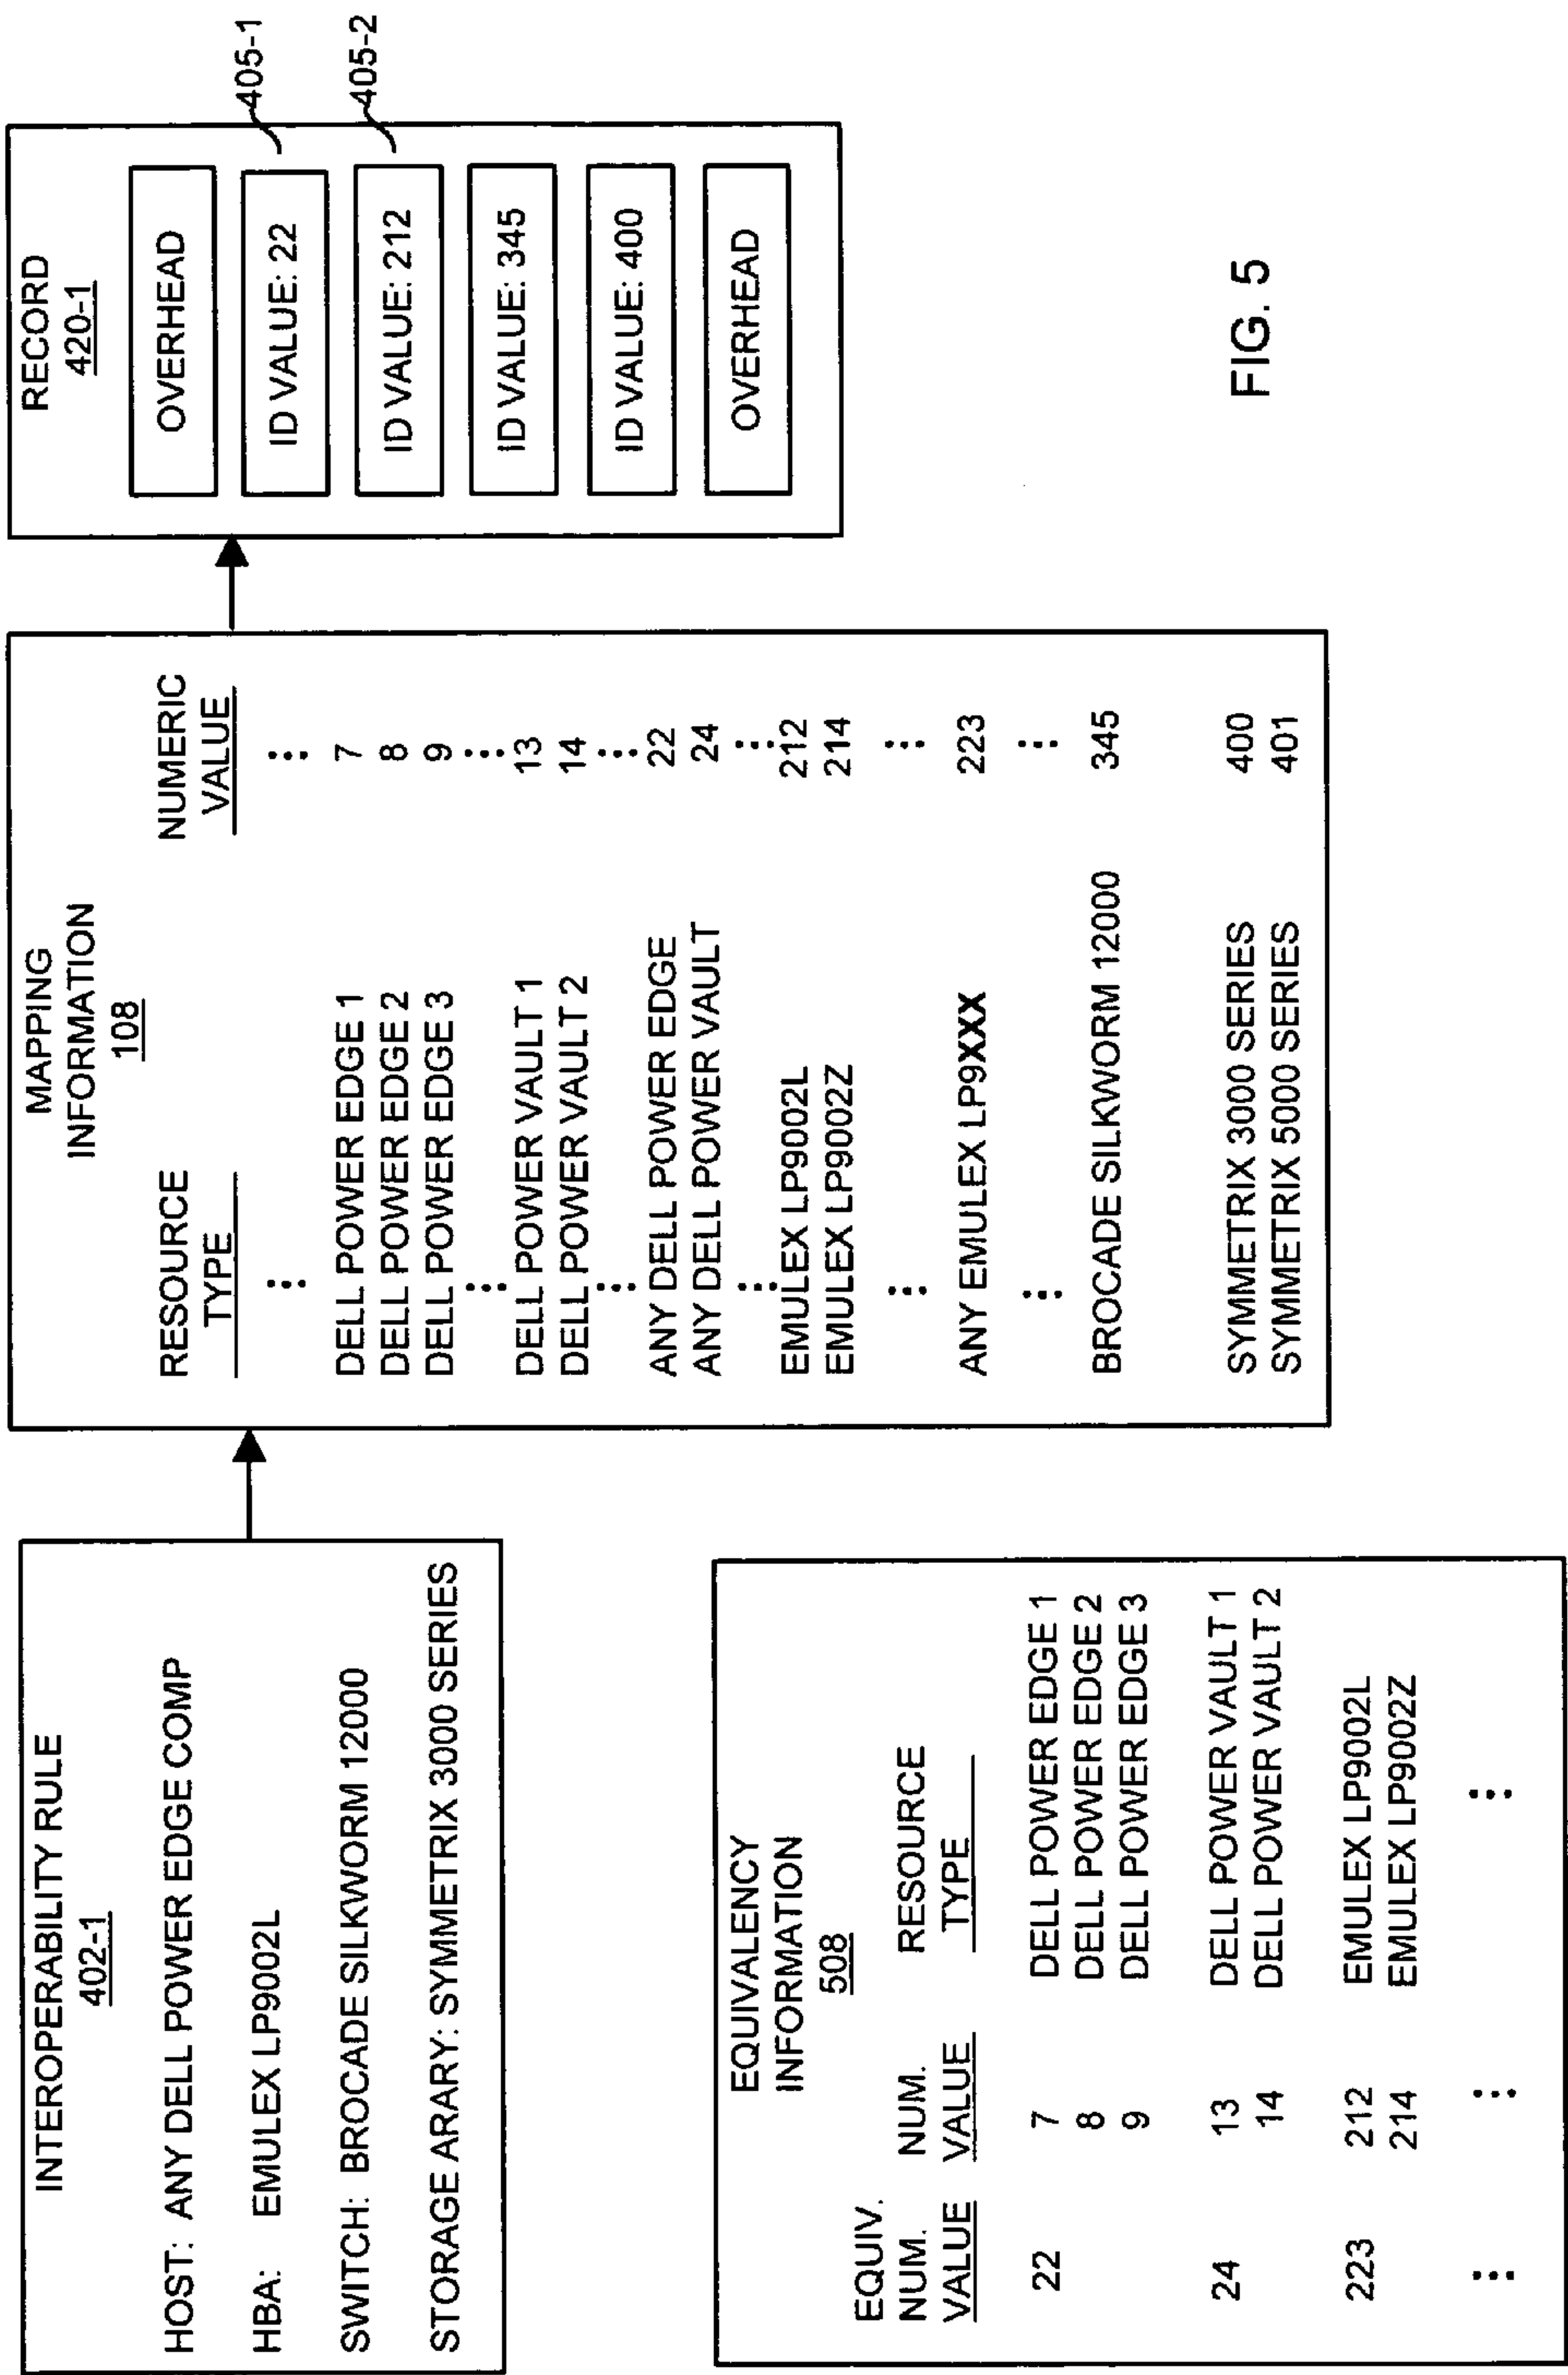 INTEROPERABILITY RULE
402-1
HOST: ANY DELL POWER EDGE COMP
HBA: EMULEX LP9002L
SWITCH: BROCADE SILKWORM 12000
STORAGE ARARY: SYMMETRIX 3000 SERIES
MAPPING
INFORMATION
108
RESOURCE
TYPE
NUMERIC
VALUE
⋮ ⋮
DELL POWER EDGE 1 7
DELL POWER EDGE 2 8
DELL POWER EDGE 3 9
⋮ ⋮
DELL POWER VAULT 1 13
DELL POWER VAULT 2 14
⋮ ⋮
ANY DELL POWER EDGE 22
ANY DELL POWER VAULT 24
⋮ ⋮
EMULEX LP9002L 212
EMULEX LP9002Z 214
⋮ ⋮
ANY EMULEX LP9XXX 223
⋮ ⋮
BROCADE SILKWORM 12000 345
SYMMETRIX 3000 SERIES 400
SYMMETRIX 5000 SERIES 401
RECORD
420-1
OVERHEAD
ID VALUE: 22
405-1
ID VALUE: 212
405-2
ID VALUE: 345
ID VALUE: 400
OVERHEAD
EQUIVALENCY
INFORMATION
508
EQUIV.
NUM.
VALUE
NUM.
VALUE
RESOURCE
TYPE
22 7 DELL POWER EDGE 1
8 DELL POWER EDGE 2
9 DELL POWER EDGE 3
24 13 DELL POWER VAULT 1
14 DELL POWER VAULT 2
223 212 EMULEX LP9002L
214 EMULEX LP9002Z
⋮ ⋮ ⋮
FIG. 5